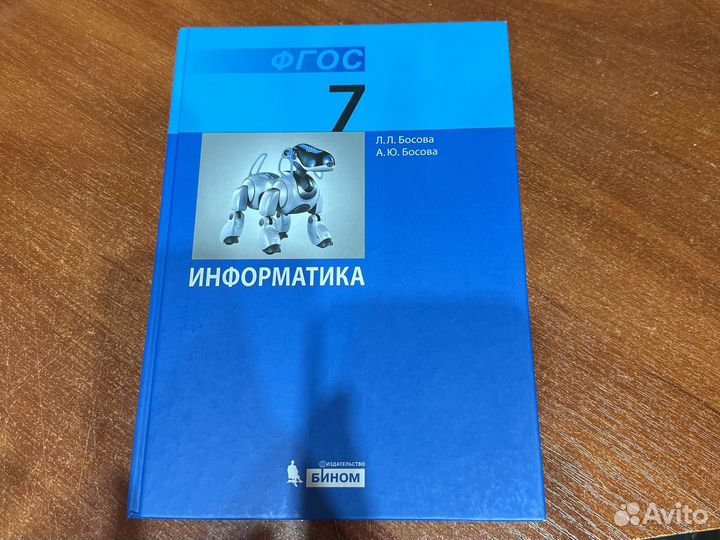 ФГОС
7
Л.Л. Босова
А.Ю. Босова
ИНФОРМАТИКА
ИЗДАТЕЛЬСТВО
БИНОМ
Avito